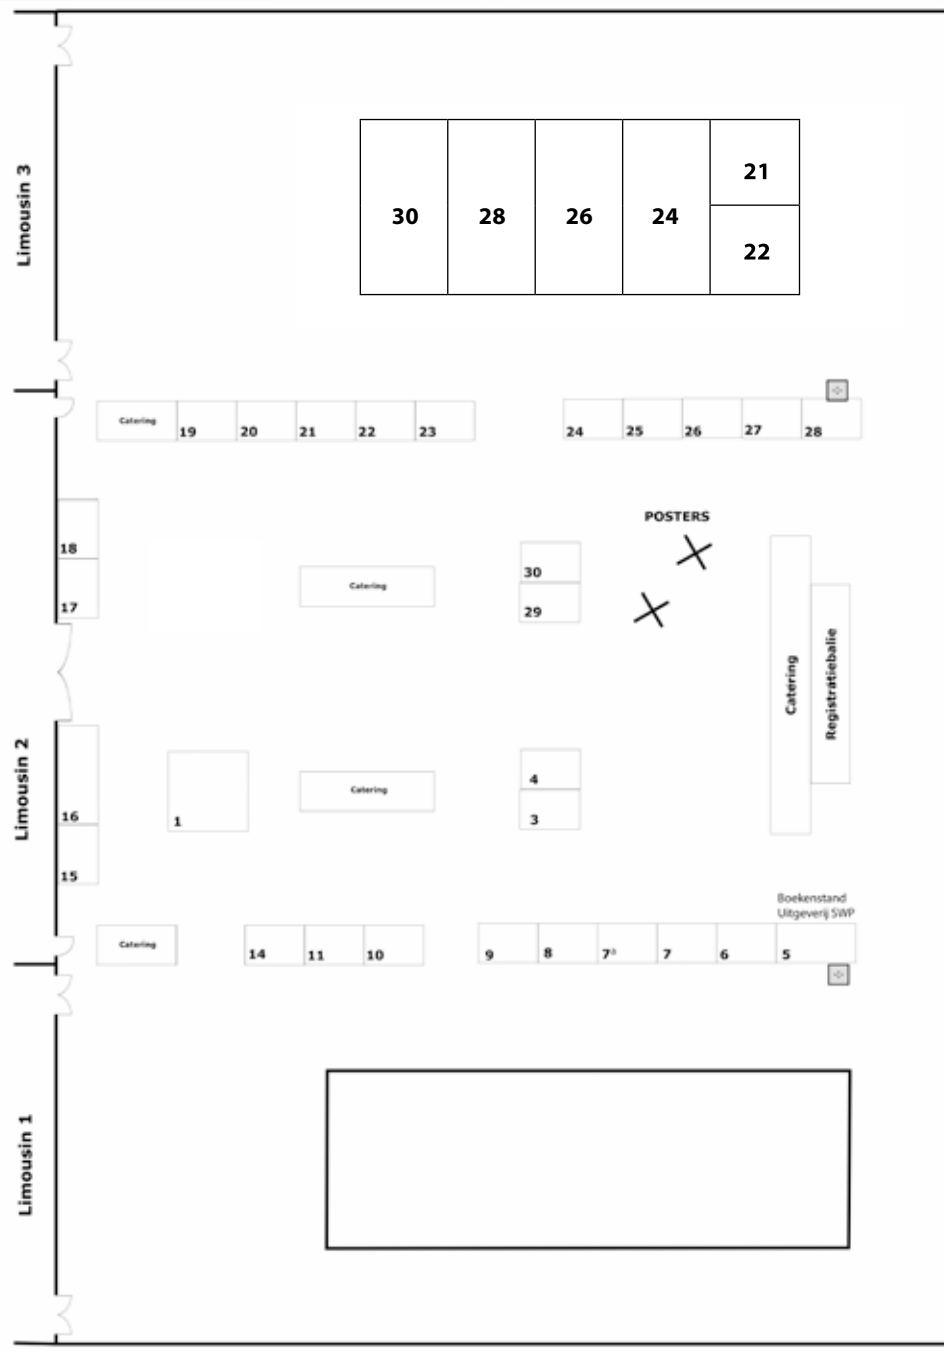 Limousin 3
30
28
26
24
21
22
Catering
19
20
21
22
23
24
25
26
27
28
POSTERS
18
17
Catering
30
29
Catering
Registratiebalie
Limousin 2
16
15
1
Catering
4
3
Boekenstand
Uitgeverij SWP
Catering
14
11
10
9
8
7
6
5
Limousin 1